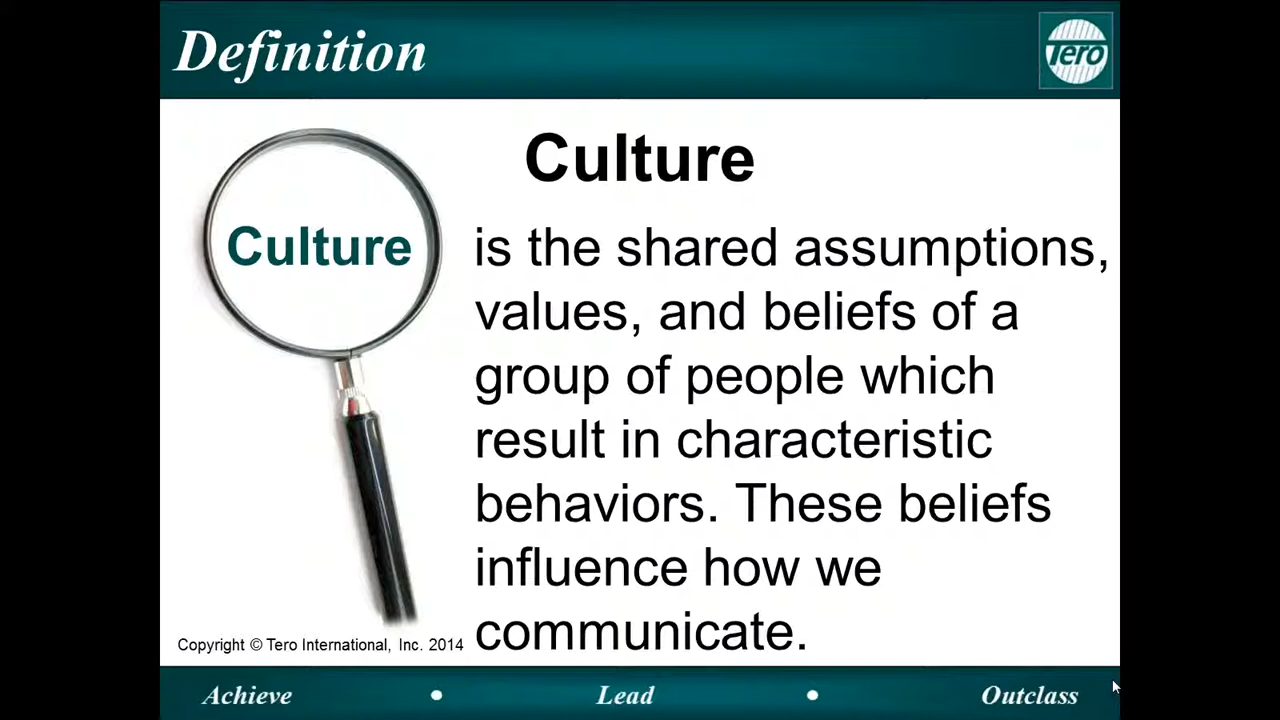 Definition
Tero
Culture
Culture
is the shared assumptions,
values, and beliefs of a
group of people which
result in characteristic
behaviors. These beliefs
influence how we
communicate.
Copyright © Tero International, Inc. 2014
Achieve • Lead • Outclass